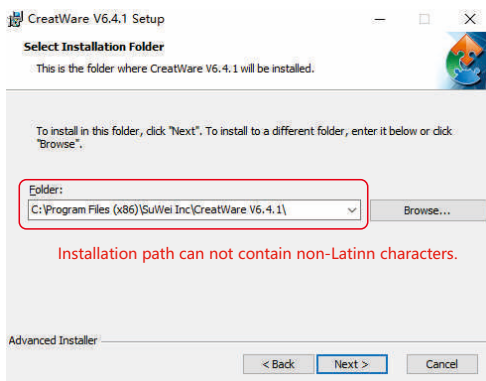 CreatWare V6.4.1 Setup
Select Installation Folder
This is the folder where CreatWare V6.4.1 will be installed.
To install in this folder, click "Next". To install to a different folder, enter it below or click
"Browse".
Folder:
C:\Program Files (x86)\SuWei Inc\CreatWare V6.4.1\
Browse...
Installation path can not contain non-Latinn characters.
Advanced Installer
< Back
Next >
Cancel